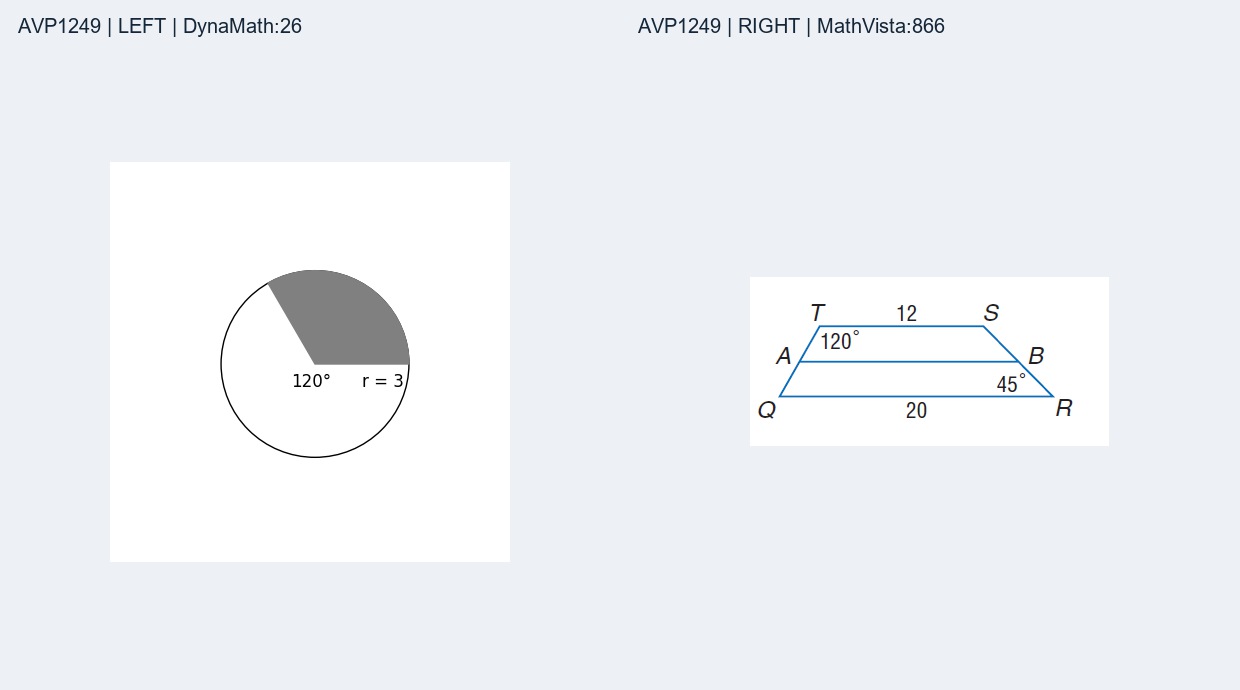 AVP1249 | LEFT | DynaMath:26
AVP1249 | RIGHT | MathVista:866
120°
r = 3
T 12 S
120°
A B
45°
Q 20 R